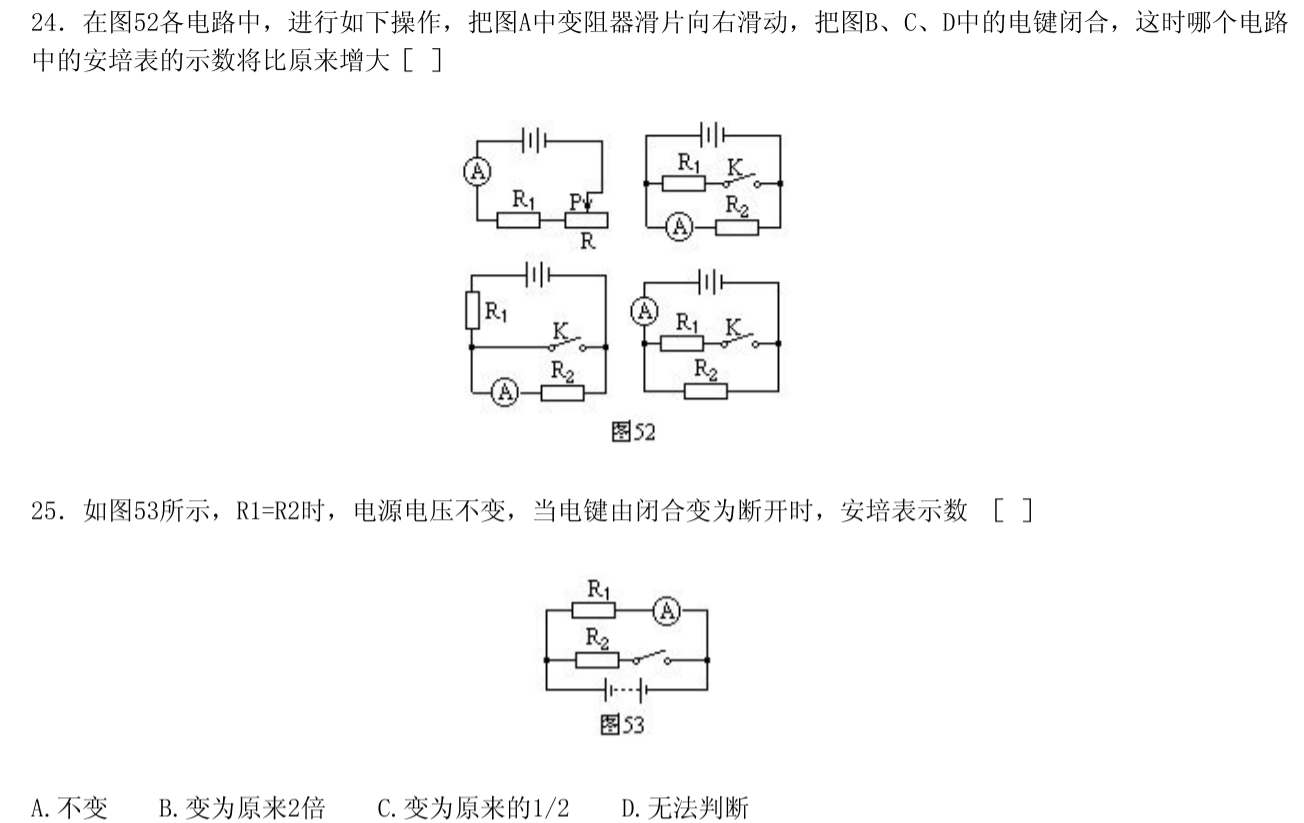 24. 在图52各电路中，进行如下操作，把图A中变阻器滑片向右滑动，把图B、C、D中的电键闭合，这时哪个电路
中的安培表的示数将比原来增大 [ ]
A R₁ P R
R₁ K A R₂
R₁ K R₂ A
A R₁ K R₂
图52
25. 如图53所示，R1=R2时，电源电压不变，当电键由闭合变为断开时，安培表示数 [ ]
R₁ A
R₂
图53
A.不变 B.变为原来2倍 C.变为原来的1/2 D.无法判断